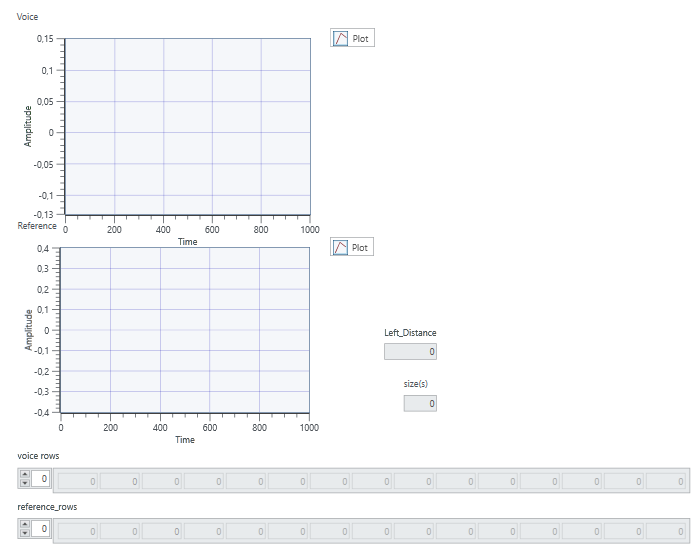 Voice
Plot
0,15
0,1
0,05
0
-0,05
-0,1
-0,13
Amplitude
0 200 400 600 800 1000
Time
Reference
Plot
0,4
0,3
0,2
0,1
0
-0,1
-0,2
-0,3
-0,4
Amplitude
0 200 400 600 800 1000
Time
Left_Distance
0
size(s)
0
voice rows
0 0 0 0 0 0 0 0 0 0 0 0 0 0 0 0
reference_rows
0 0 0 0 0 0 0 0 0 0 0 0 0 0 0 0